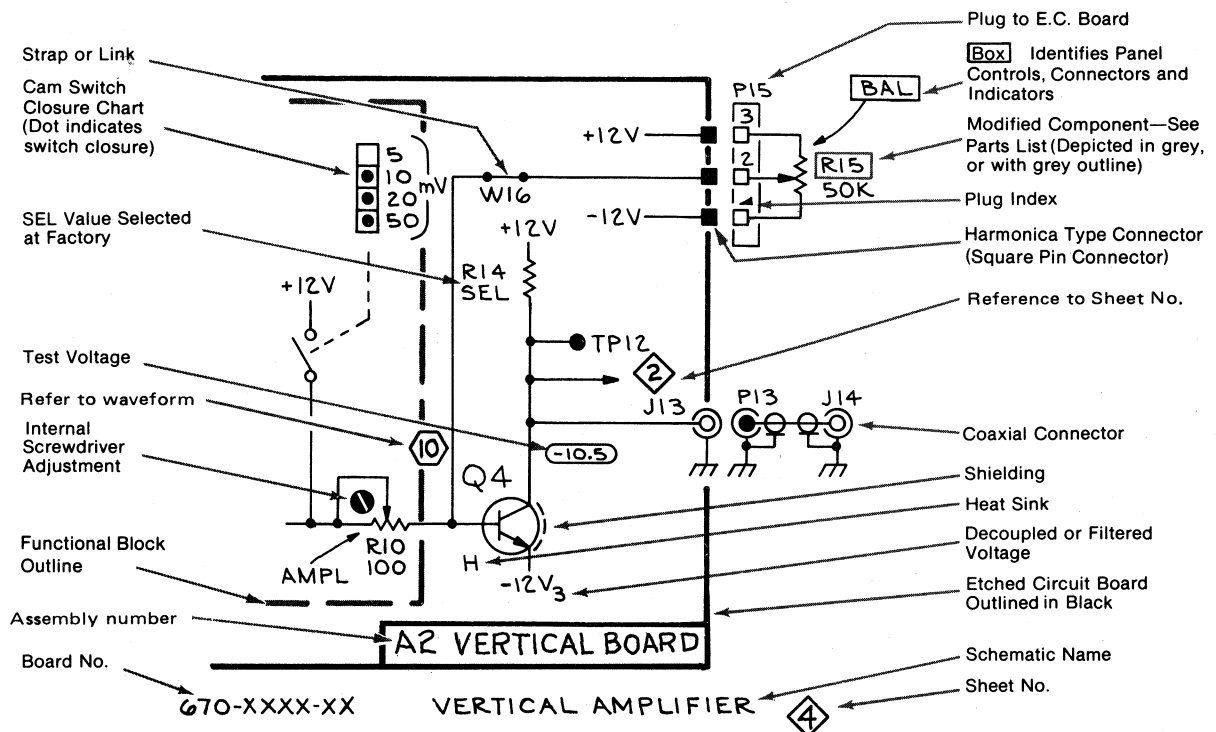 Strap or Link
Cam Switch
Closure Chart
(Dot indicates
switch closure)
SEL Value Selected
at Factory
Test Voltage
Refer to waveform
Internal
Screwdriver
Adjustment
Functional Block
Outline
Assembly number
Board No.
5
10
20
50
mV
W16
+12V
-12V
+12V
R14
SEL
+12V
TP12
2
J13
10
-10.5
Q4
R10
100
AMPL
H
-12V3
A2 VERTICAL BOARD
670-XXXX-XX
VERTICAL AMPLIFIER
4
P15
3
2
BAL
R15
50K
P13
J14
Plug to E.C. Board
Box Identifies Panel
Controls, Connectors and
Indicators
Modified Component—See
Parts List (Depicted in grey,
or with grey outline)
Plug Index
Harmonica Type Connector
(Square Pin Connector)
Reference to Sheet No.
Coaxial Connector
Shielding
Heat Sink
Decoupled or Filtered
Voltage
Etched Circuit Board
Outlined in Black
Schematic Name
Sheet No.